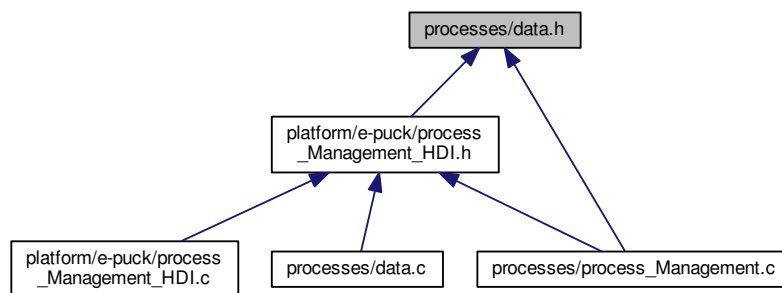 processes/data.h
platform/e-puck/process
_Management_HDI.h
platform/e-puck/process
_Management_HDI.c
processes/data.c
processes/process_Management.c